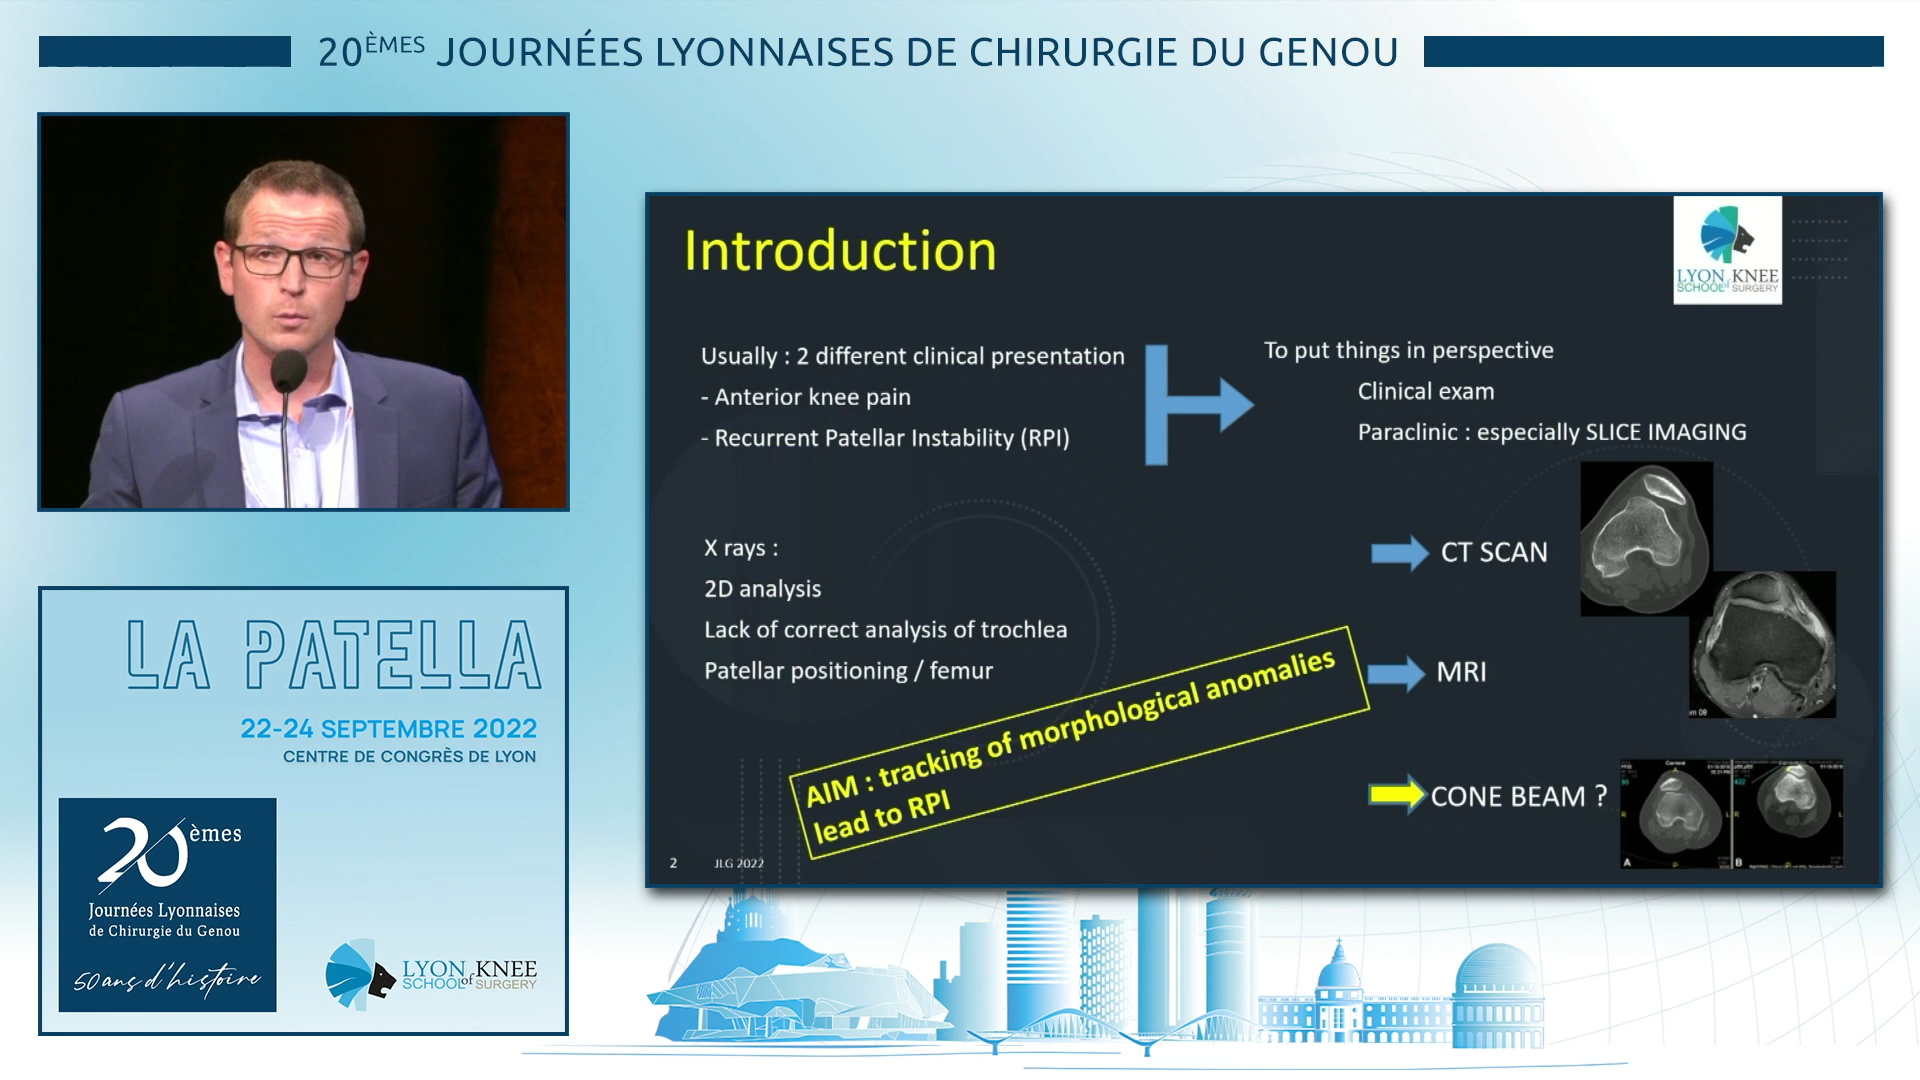 20ÈMES JOURNÉES LYONNAISES DE CHIRURGIE DU GENOU
LA PATELLA
22-24 SEPTEMBRE 2022
CENTRE DE CONGRÈS DE LYON
20èmes
Journées Lyonnaises
de Chirurgie du Genou
50 ans d'histoire
LYON KNEE
SCHOOL of SURGERY
Introduction
LYON KNEE
SCHOOL of SURGERY
Usually : 2 different clinical presentation
- Anterior knee pain
- Recurrent Patellar Instability (RPI)
To put things in perspective
Clinical exam
Paraclinic : especially SLICE IMAGING
X rays :
2D analysis
Lack of correct analysis of trochlea
Patellar positioning / femur
CT SCAN
MRI
CONE BEAM ?
AIM : tracking of morphological anomalies
lead to RPI
m 08
R
L
A
R
L
B
2
JLG 2022